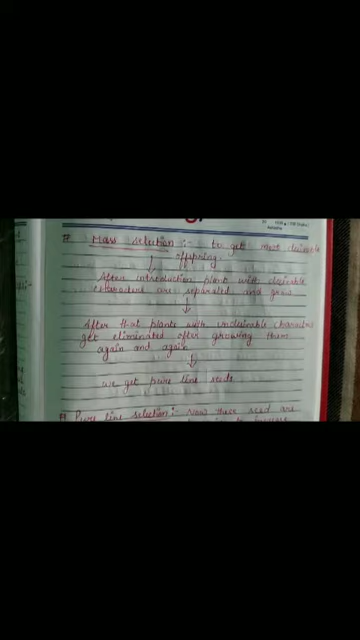 Mass selection :- to get most desirable
offspring.
↓
After introduction plant with desirable
characters are separated and grow
↓
After that plants with undesirable characters
get eliminated after growing them
again and again
↓
we get pure line seeds
Pure line selection :- Now these seed are